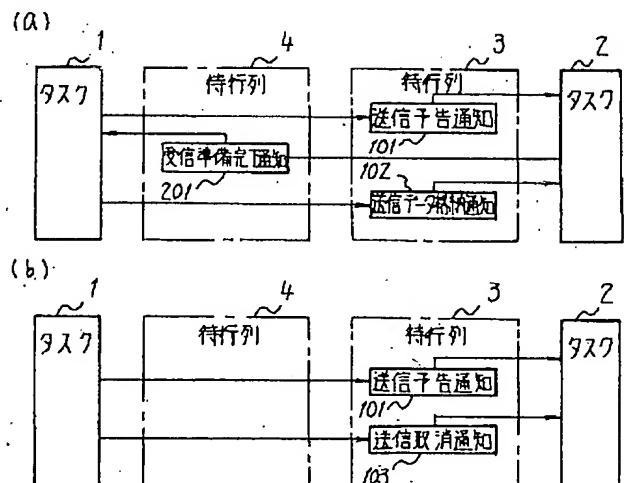 (a)
1 4 3 2
タスク 待行列 待行列 タスク
送信予告通知
101
受信準備完了通知
102
201
送信データ格納通知
(b)
1 4 3 2
タスク 待行列 待行列 タスク
送信予告通知
101
送信取消通知
103